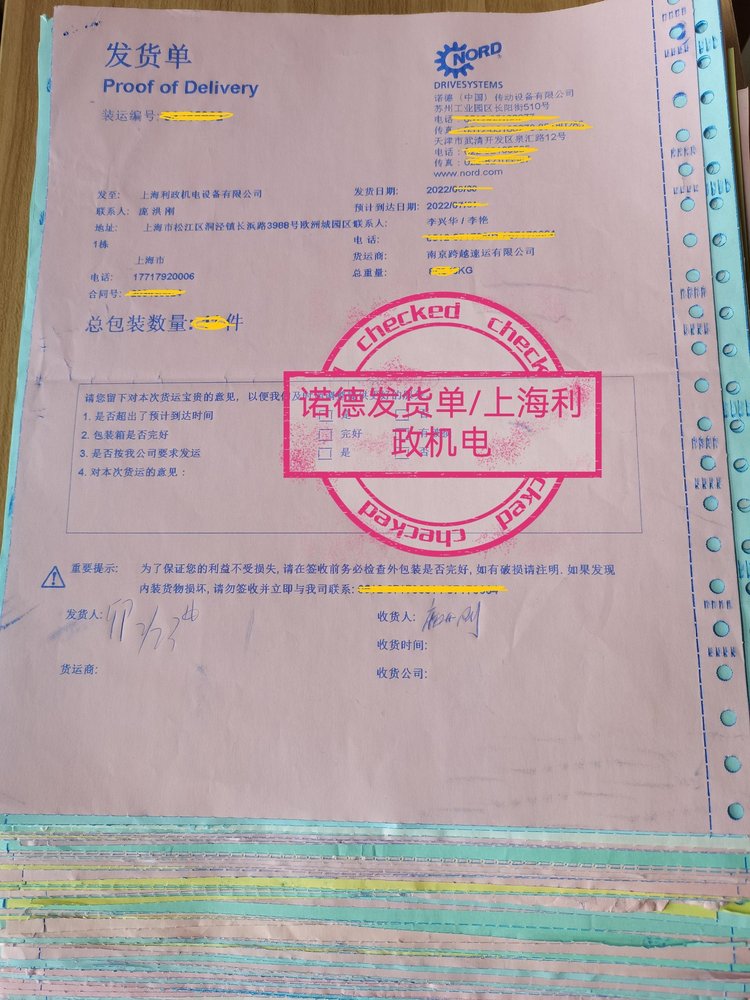 发货单
Proof of Delivery
装运编号:
NORD
DRIVESYSTEMS
诺德（中国）传动设备有限公司
苏州工业园区长阳街510号
电话:
传真:
天津市武清开发区泉汇路12号
电话:
传真:
www.nord.com
发至: 上海利政机电设备有限公司
联系人: 庞洪刚
地址: 上海市松江区洞泾镇长浜路3988号欧洲城园区
1栋
上海市
电话: 17717920006
合同号:
总包装数量: 件
发货日期: 2022/
预计到达日期: 2022/
联系人: 李兴华 / 李艳
电 话:
货运商: 南京跨越速运有限公司
总重量: KG
checked checked
请您留下对本次货运宝贵的意见, 以便我们及时
1. 是否超出了预计到达时间
2. 包装箱是否完好 完好
3. 是否按我公司要求发运 是 否
4. 对本次货运的意见:
诺德发货单/上海利
政机电
checked checked
重要提示: 为了保证您的利益不受损失, 请在签收前务必检查外包装是否完好, 如有破损请注明. 如果发现
内装货物损坏, 请勿签收并立即与我司联系:
发货人:
收货人:
收货时间:
货运商:
收货公司: